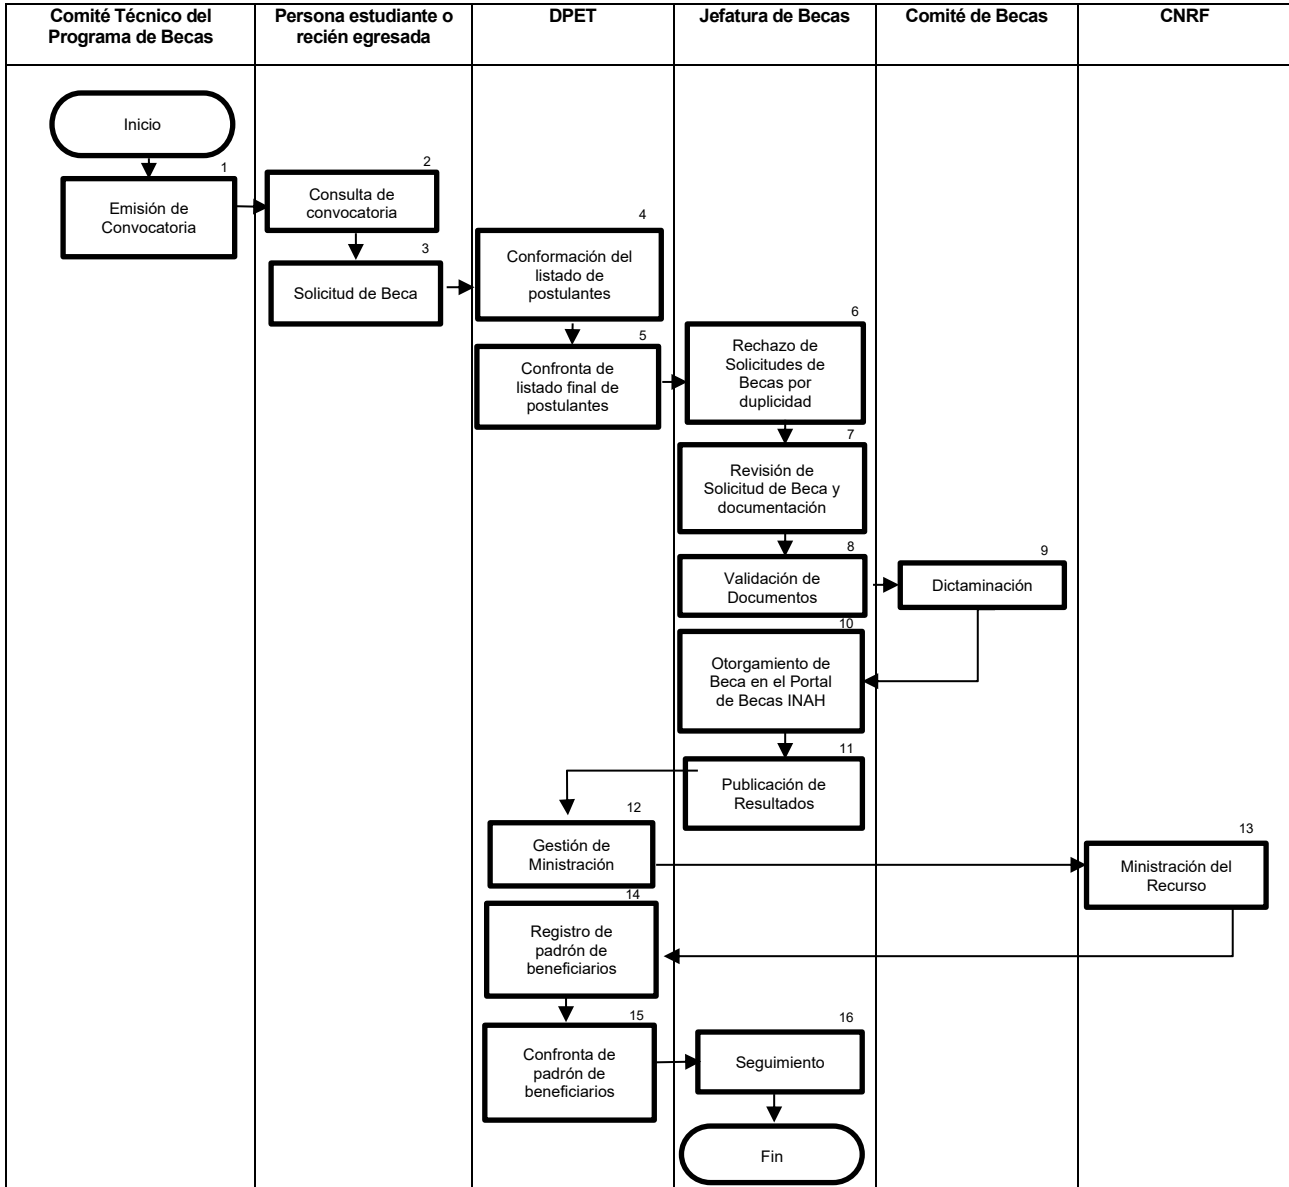 Comité Técnico del
Programa de Becas
Persona estudiante o
recién egresada
DPET
Jefatura de Becas
Comité de Becas
CNRF
Inicio
1
Emisión de
Convocatoria
2
Consulta de
convocatoria
3
Solicitud de Beca
4
Conformación del
listado de
postulantes
5
Confronta de
listado final de
postulantes
6
Rechazo de
Solicitudes de
Becas por
duplicidad
7
Revisión de
Solicitud de Beca y
documentación
8
Validación de
Documentos
9
Dictaminación
10
Otorgamiento de
Beca en el Portal
de Becas INAH
11
Publicación de
Resultados
12
Gestión de
Ministración
13
Ministración del
Recurso
14
Registro de
padrón de
beneficiarios
15
Confronta de
padrón de
beneficiarios
16
Seguimiento
Fin